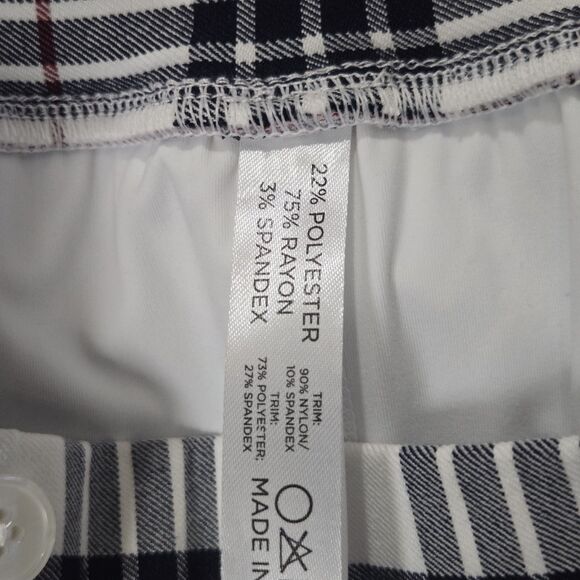 22% POLYESTER
75% RAYON
3% SPANDEX
TRIM:
90% NYLON/
10% SPANDEX
TRIM:
73% POLYESTER;
27% SPANDEX
MADE IN